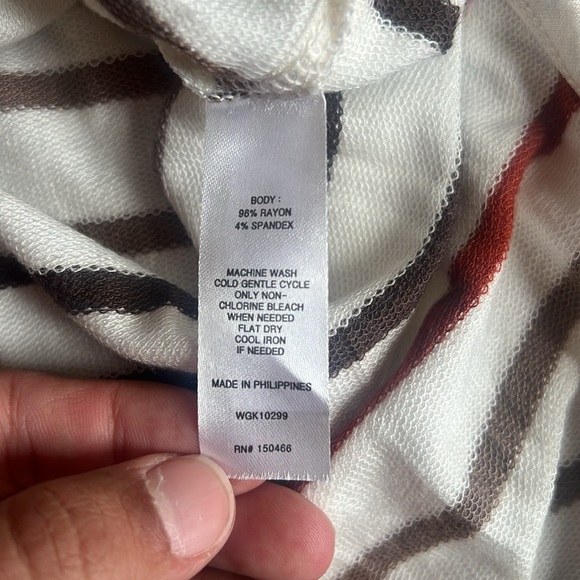 BODY :
96% RAYON
4% SPANDEX
MACHINE WASH
COLD GENTLE CYCLE
ONLY NON-
CHLORINE BLEACH
WHEN NEEDED
FLAT DRY
COOL IRON
IF NEEDED
MADE IN PHILIPPINES
WGK10299
RN# 150466